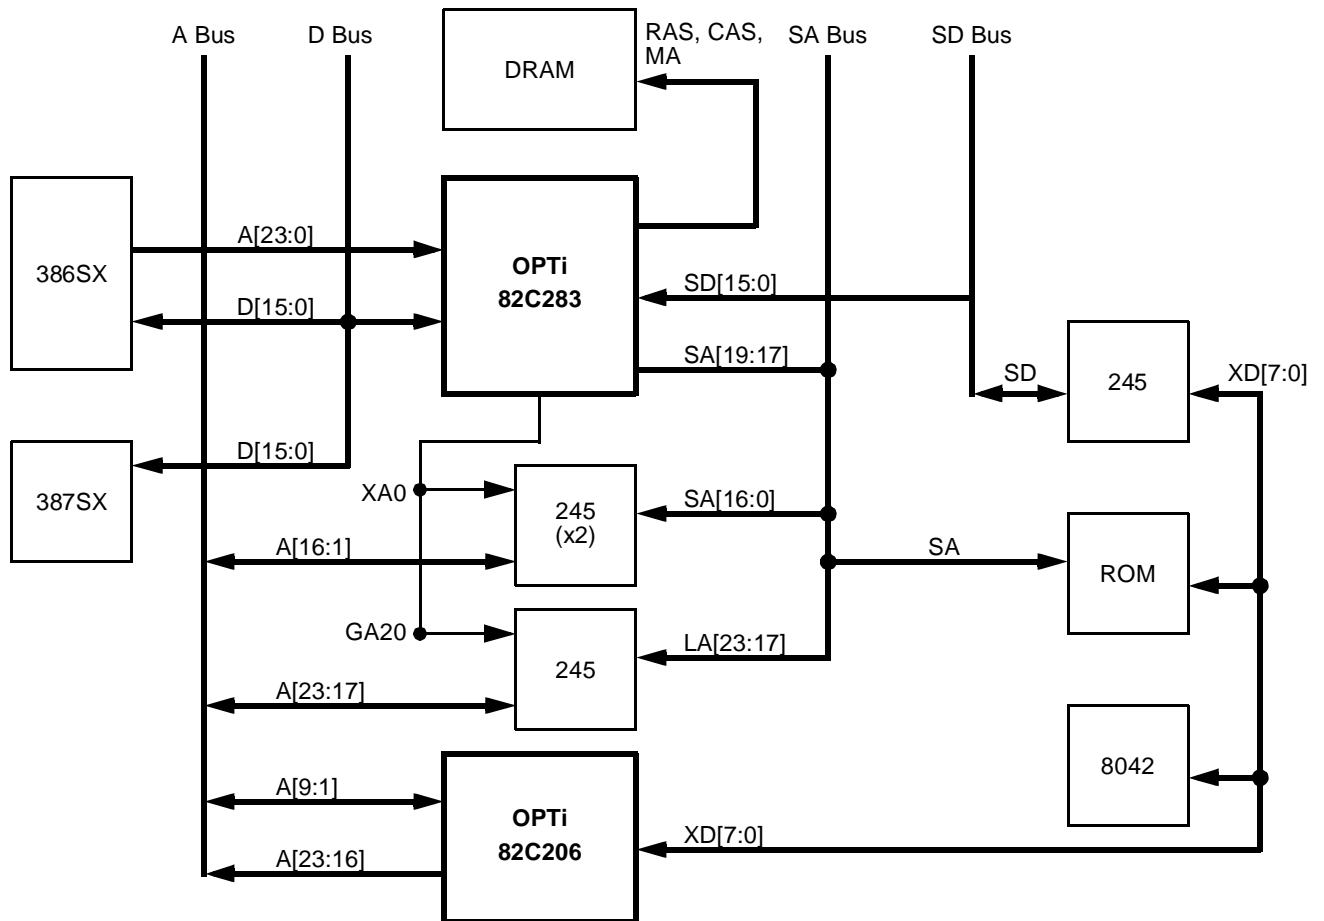 A Bus
D Bus
DRAM
RAS, CAS,
MA
SA Bus
SD Bus
386SX
A[23:0]
D[15:0]
OPTi
82C283
SD[15:0]
SA[19:17]
SD
245
XD[7:0]
387SX
D[15:0]
XA0
A[16:1]
245
(x2)
SA[16:0]
SA
ROM
GA20
A[23:17]
245
LA[23:17]
8042
A[9:1]
A[23:16]
OPTi
82C206
XD[7:0]